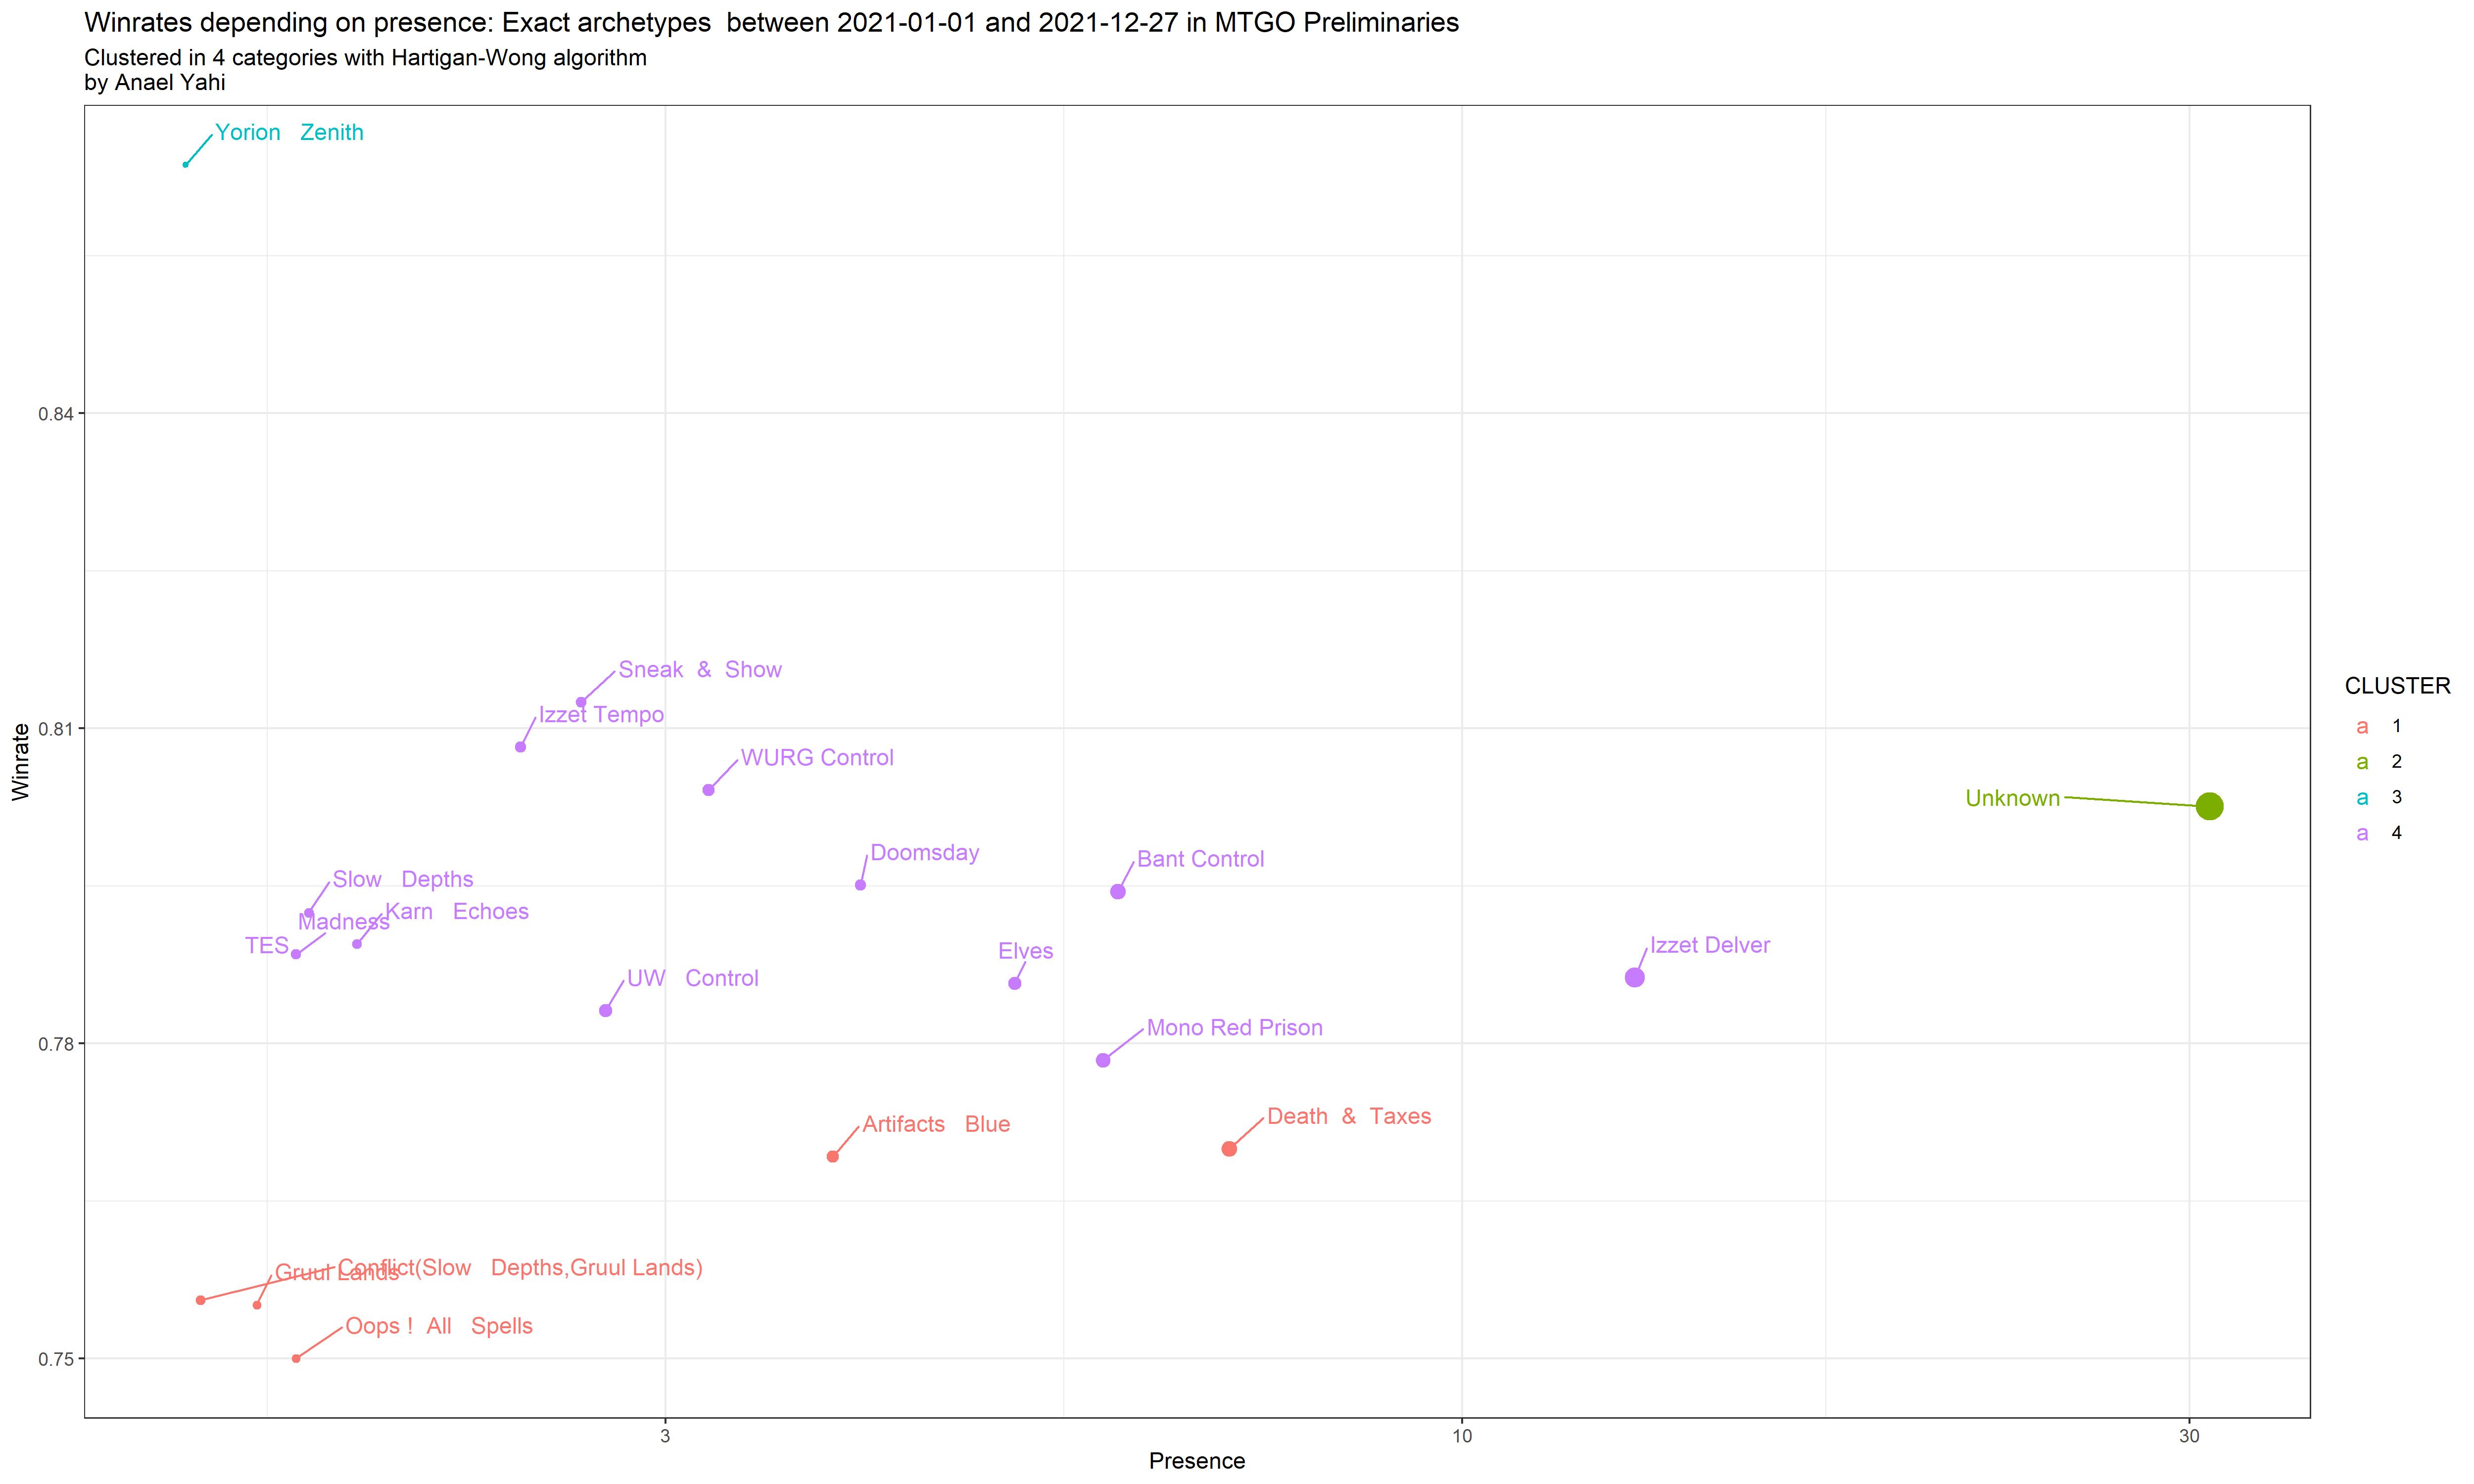 Winrates depending on presence: Exact archetypes  between 2021-01-01 and 2021-12-27 in MTGO Preliminaries
Clustered in 4 categories with Hartigan-Wong algorithm
by Anael Yahi
Yorion   Zenith
0.84
Sneak  &  Show
Izzet Tempo
0.81
WURG Control
Unknown
Doomsday
Bant Control
Slow   Depths
Karn   Echoes
Madness
TES
Elves
Izzet Delver
UW   Control
Mono Red Prison
0.78
Artifacts   Blue
Death  &  Taxes
Conflict(Slow   Depths,Gruul Lands)
Gruul Lands
Oops !  All   Spells
0.75
3
10
30
Presence
Winrate
CLUSTER
a 1
a 2
a 3
a 4